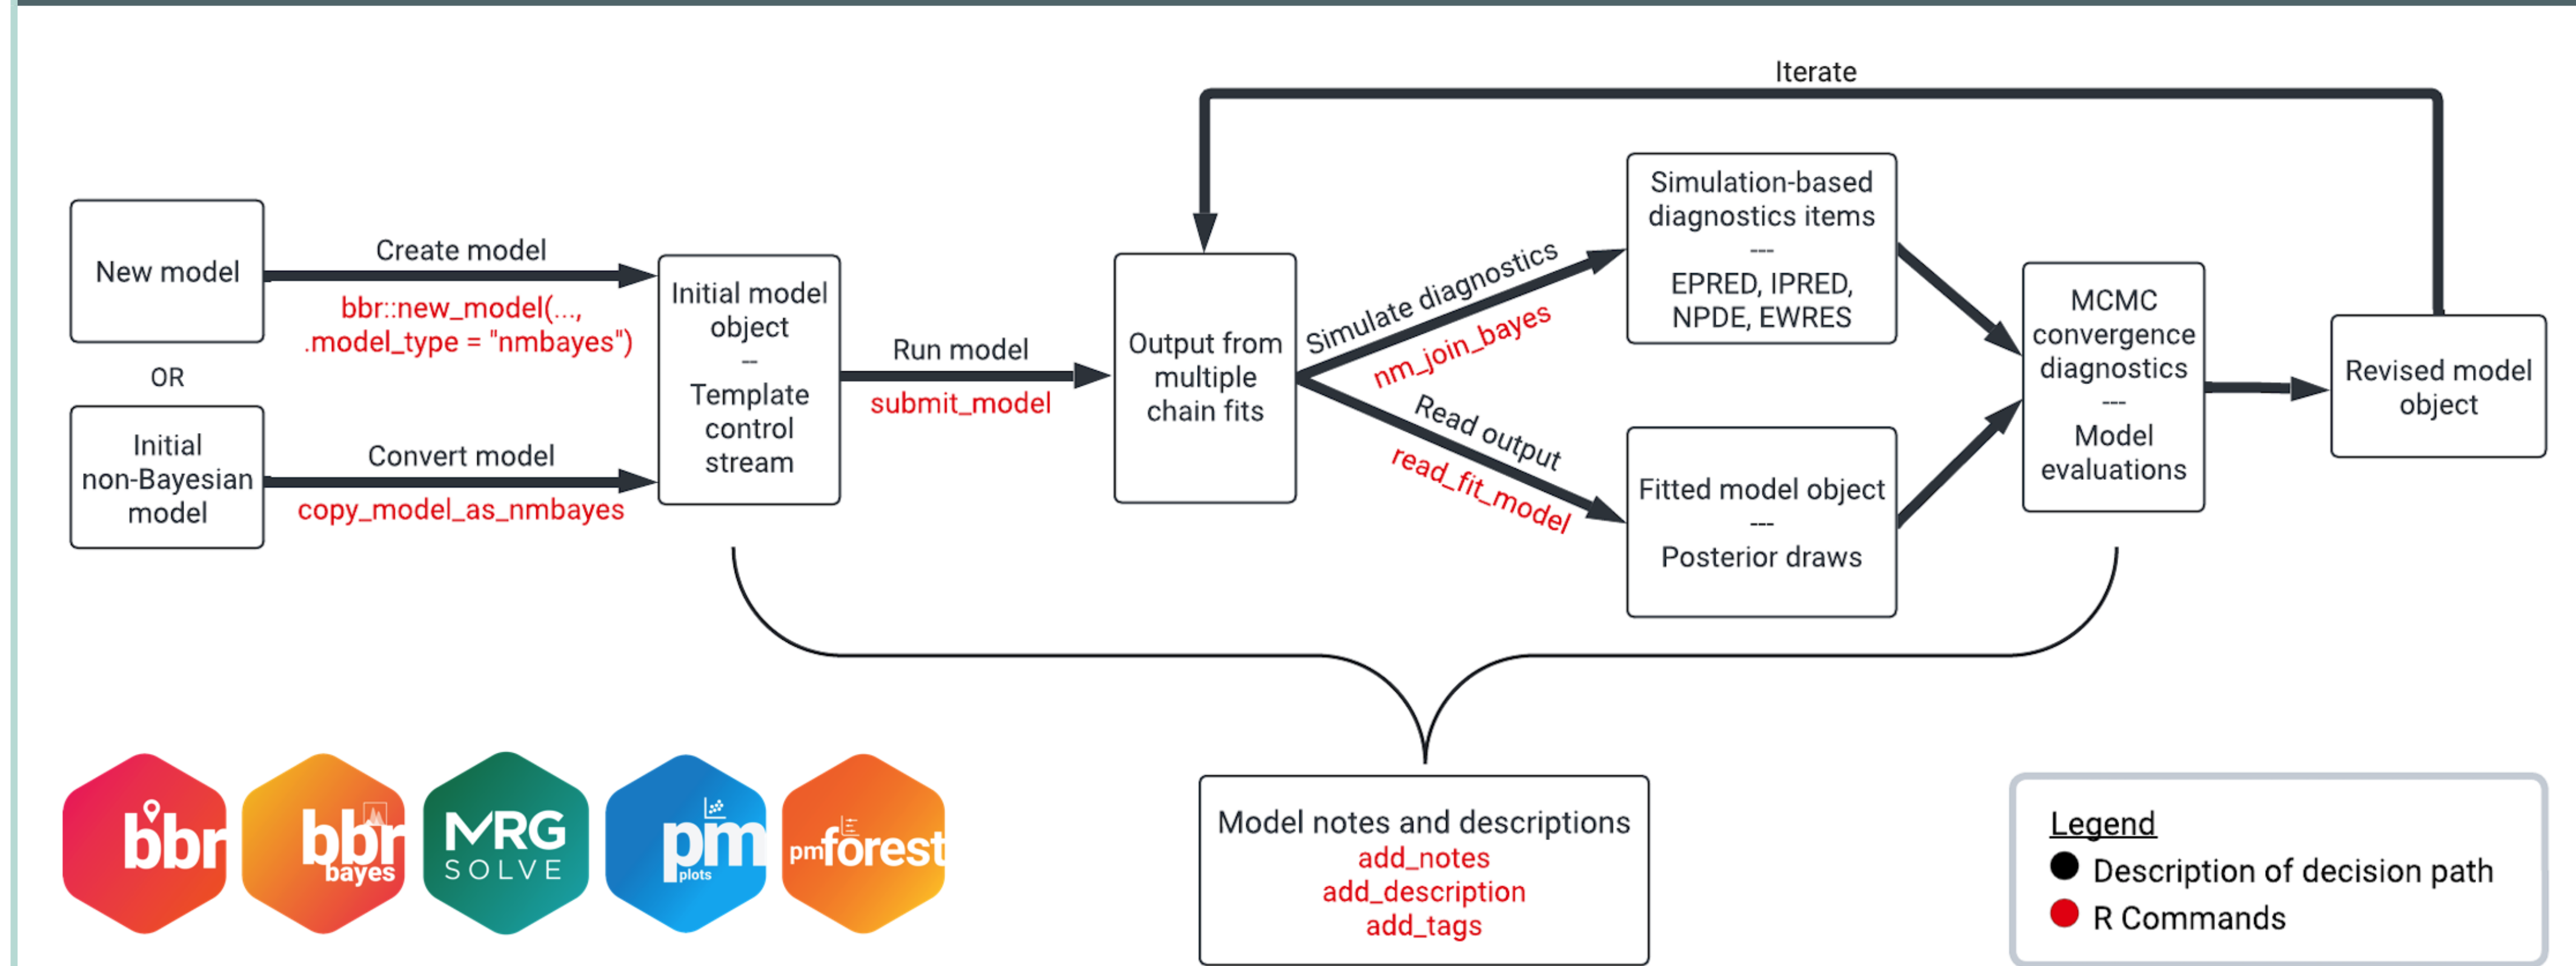 Iterate
New model
Create model
bbr::new_model(...,
.model_type = "nmbayes")
OR
Initial
non-Bayesian
model
Convert model
copy_model_as_nmbayes
Initial model
object
--
Template
control
stream
Run model
submit_model
Output from
multiple
chain fits
Simulate diagnostics
nm_join_bayes
Read output
read_fit_model
Simulation-based
diagnostics items
---
EPRED, IPRED,
NPDE, EWRES
Fitted model object
---
Posterior draws
MCMC
convergence
diagnostics
---
Model
evaluations
Revised model
object
Model notes and descriptions
add_notes
add_description
add_tags
bbr
bbr
bayes
MRG
SOLVE
pm
plots
pmforest
Legend
Description of decision path
R Commands